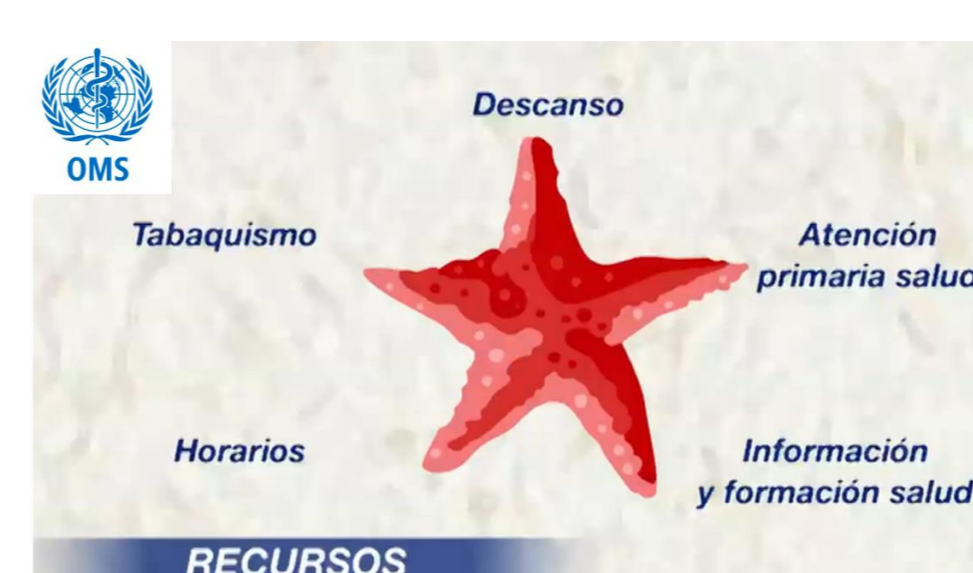 OMS
Descanso
Tabaquismo
Atención
primaria salud
Horarios
Información
y formación salud
RECURSOS